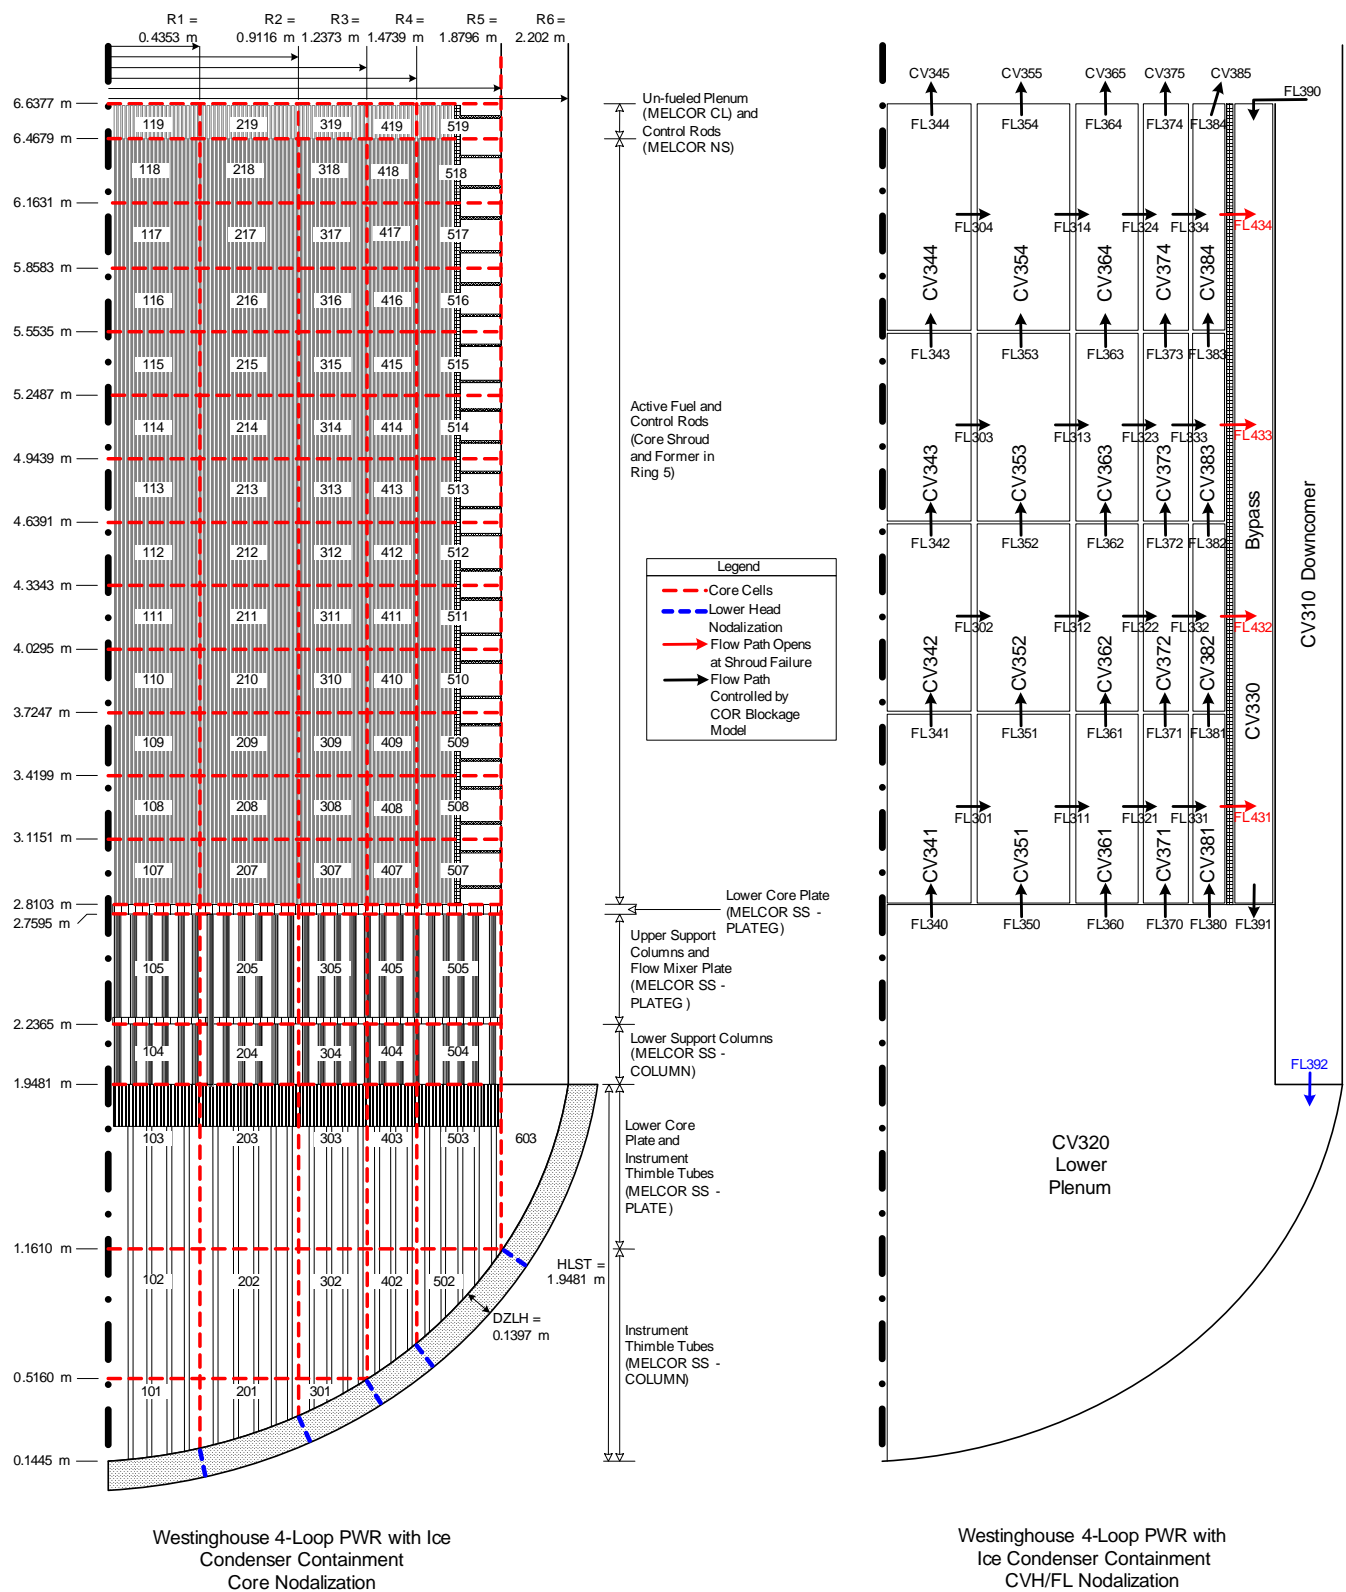 R1 =
0.4353 m
R2 =
0.9116 m
R3 =
1.2373 m
R4 =
1.4739 m
R5 =
1.8796 m
R6 =
2.202 m
6.6377 m
6.4679 m
6.1631 m
5.8583 m
5.5535 m
5.2487 m
4.9439 m
4.6391 m
4.3343 m
4.0295 m
3.7247 m
3.4199 m
3.1151 m
2.8103 m
2.7595 m
2.2365 m
1.9481 m
1.1610 m
0.5160 m
0.1445 m
119 219 319 419 519
118 218 318 418 518
117 217 317 417 517
116 216 316 416 516
115 215 315 415 515
114 214 314 414 514
113 213 313 413 513
112 212 312 412 512
111 211 311 411 511
110 210 310 410 510
109 209 309 409 509
108 208 308 408 508
107 207 307 407 507
105 205 305 405 505
104 204 304 404 504
103 203 303 403 503 603
102 202 302 402 502
101 201 301
HLST =
1.9481 m
DZLH =
0.1397 m
Un-fueled Plenum
(MELCOR CL) and
Control Rods
(MELCOR NS)
Active Fuel and
Control Rods
(Core Shroud
and Former in
Ring 5)
Lower Core Plate
(MELCOR SS -
PLATEG)
Upper Support
Columns and
Flow Mixer Plate
(MELCOR SS -
PLATEG )
Lower Support Columns
(MELCOR SS -
COLUMN)
Lower Core
Plate and
Instrument
Thimble Tubes
(MELCOR SS -
PLATE)
Instrument
Thimble Tubes
(MELCOR SS -
COLUMN)
Legend
Core Cells
Lower Head
Nodalization
Flow Path Opens
at Shroud Failure
Flow Path
Controlled by
COR Blockage
Model
Westinghouse 4-Loop PWR with Ice
Condenser Containment
Core Nodalization
CV345 CV355 CV365 CV375 CV385
FL390
FL344 FL354 FL364 FL374 FL384
FL304 FL314 FL324 FL334 FL434
CV344 CV354 CV364 CV374 CV384
FL343 FL353 FL363 FL373 FL383
FL303 FL313 FL323 FL333 FL433
CV343 CV353 CV363 CV373 CV383
FL342 FL352 FL362 FL372 FL382
FL302 FL312 FL322 FL332 FL432
CV342 CV352 CV362 CV372 CV382
FL341 FL351 FL361 FL371 FL381
FL301 FL311 FL321 FL331 FL431
CV341 CV351 CV361 CV371 CV381
FL340 FL350 FL360 FL370 FL380 FL391
CV330 Bypass
CV310 Downcomer
FL392
CV320
Lower
Plenum
Westinghouse 4-Loop PWR with
Ice Condenser Containment
CVH/FL Nodalization